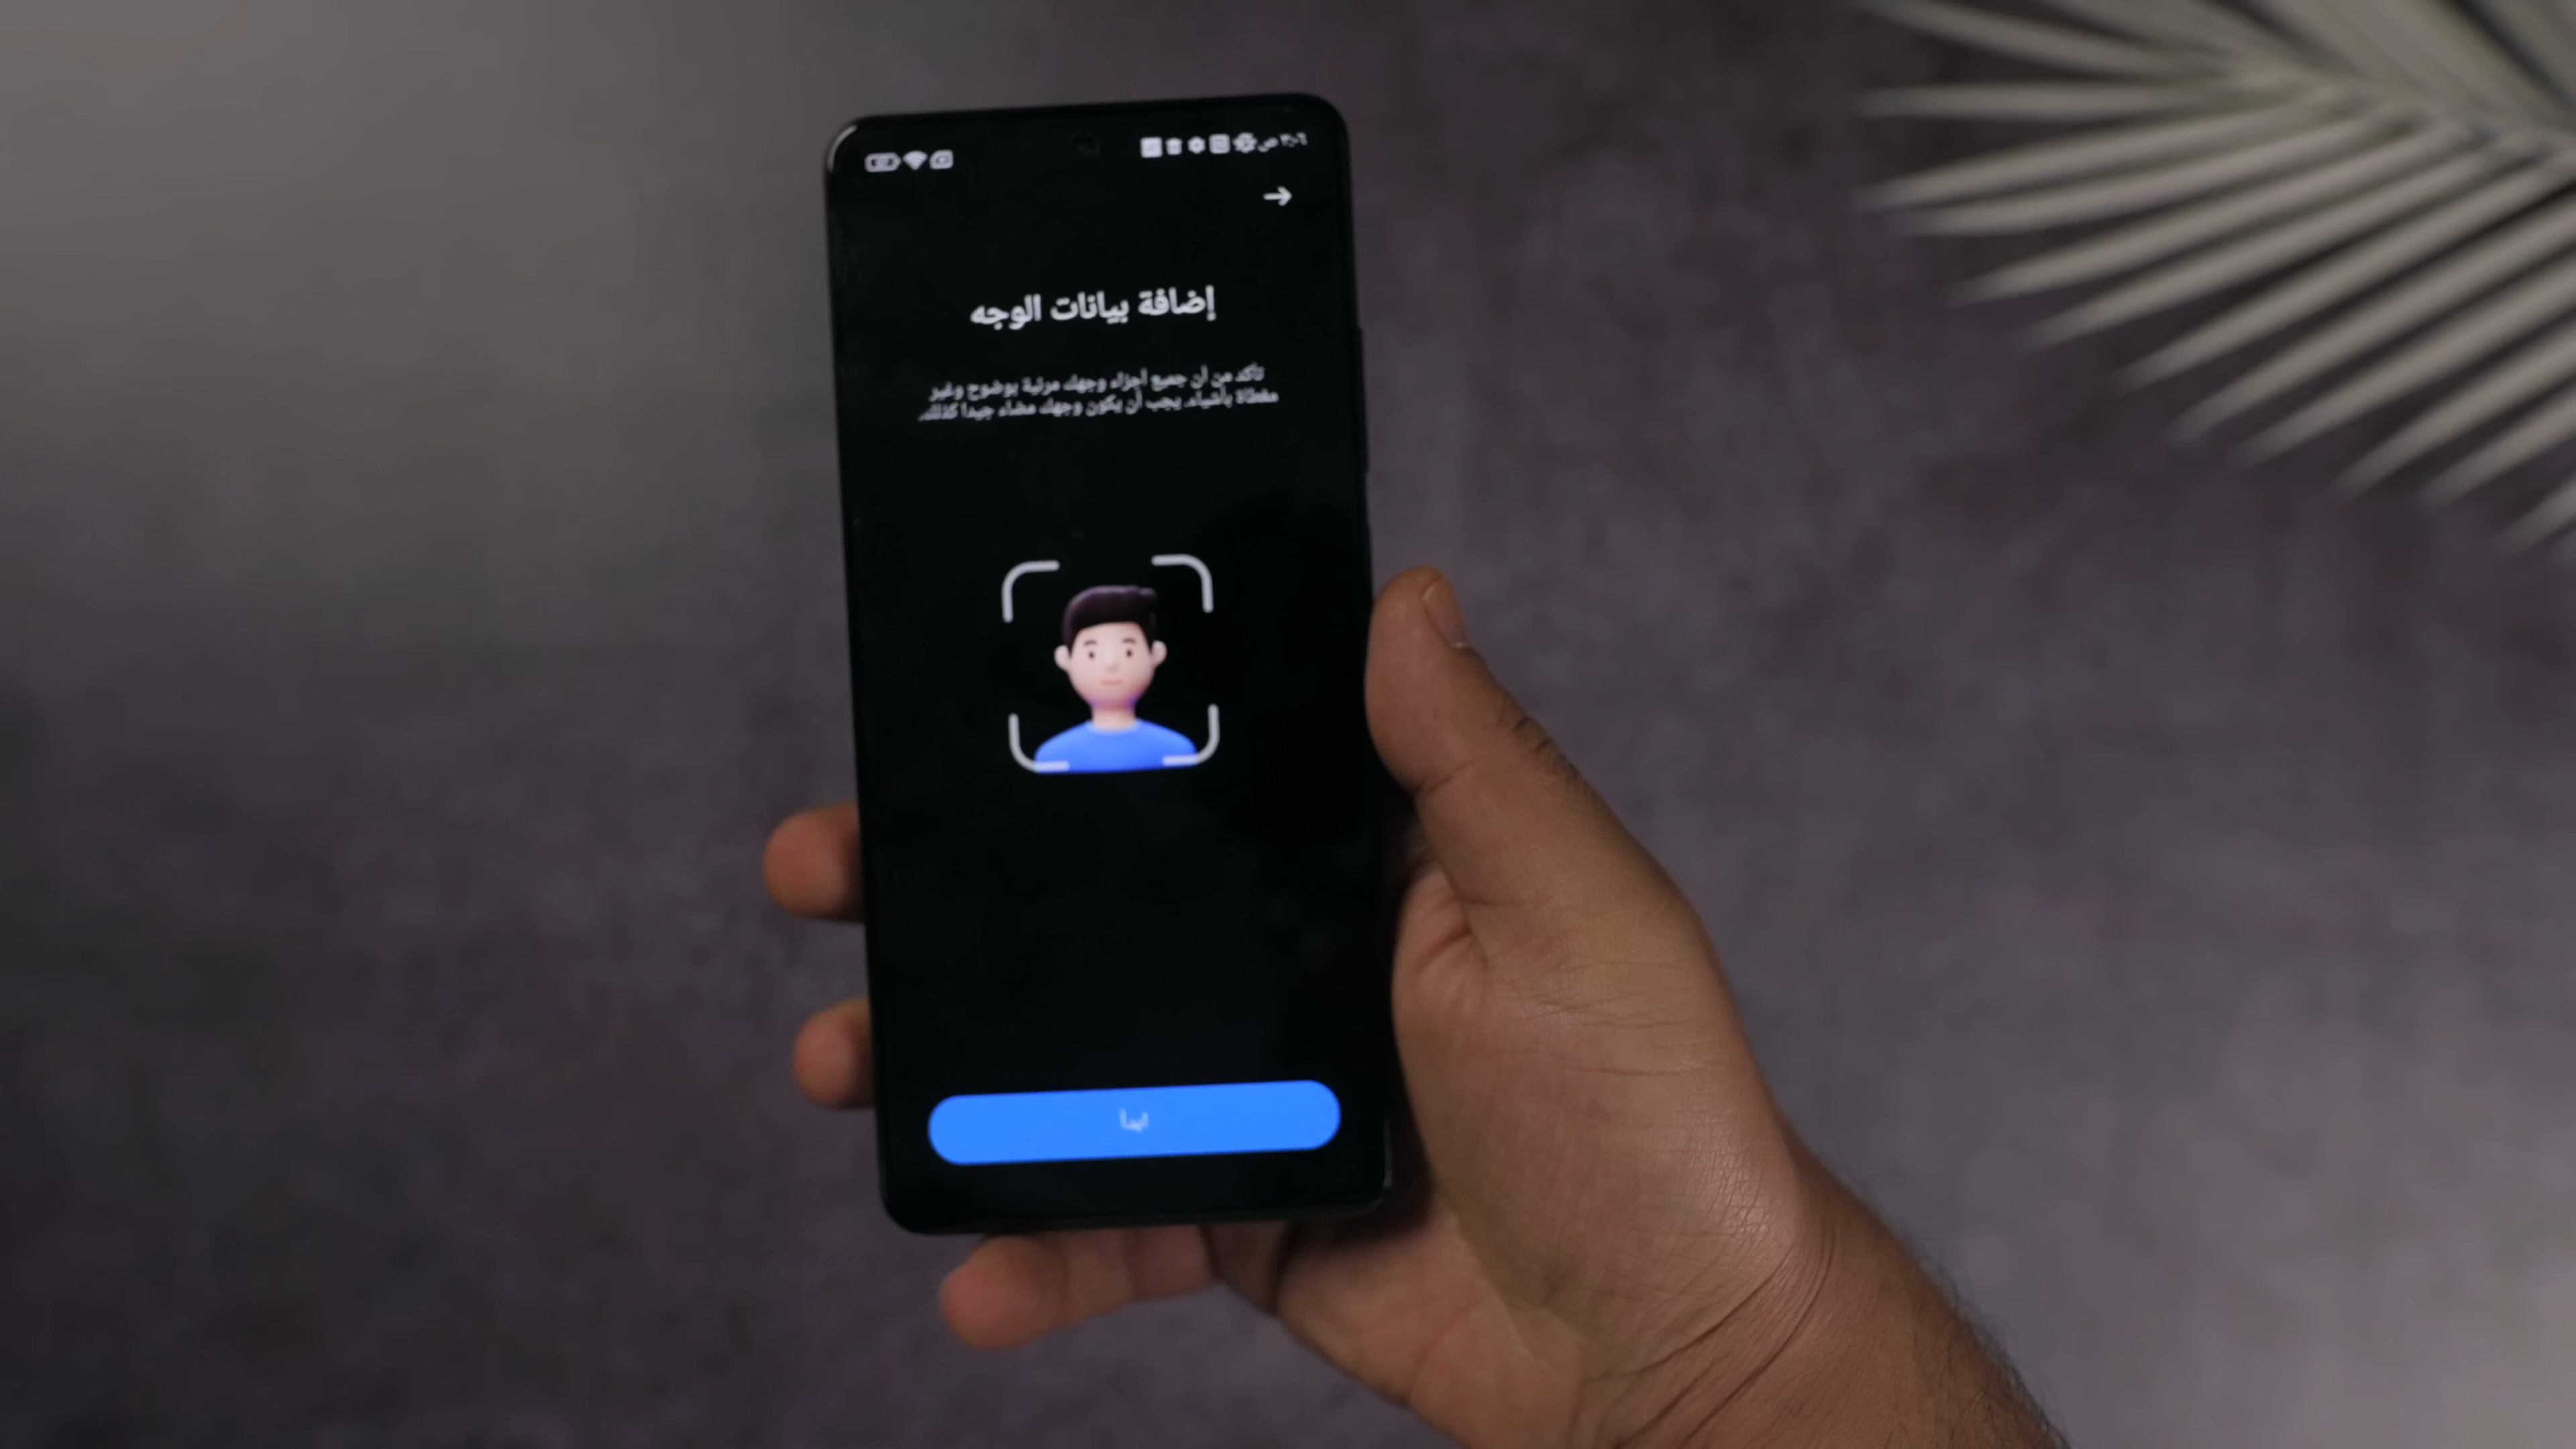 إضافة بيانات الوجه
تأكد من أن جميع أجزاء وجهك مرئية بوضوح وغير
مغطاة بأشياء. يجب أن يكون وجهك مضاء جيدا كذلك.
ابدأ